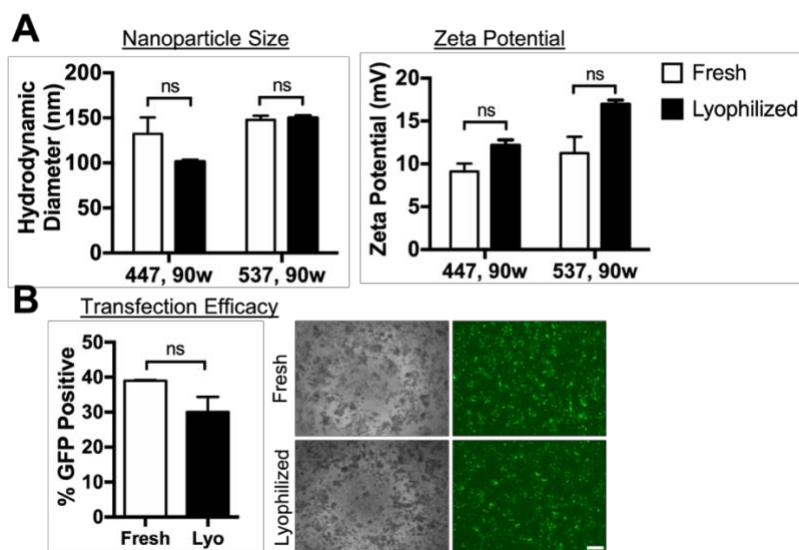 A
Nanoparticle Size
Hydrodynamic
Diameter (nm)
200
150
100
50
0
ns
ns
447, 90w
537, 90w
Zeta Potential
Zeta Potential (mV)
20
15
10
5
0
ns
ns
447, 90w
537, 90w
Fresh
Lyophilized
B
Transfection Efficacy
% GFP Positive
50
40
30
20
10
0
ns
Fresh
Lyo
Fresh
Lyophilized